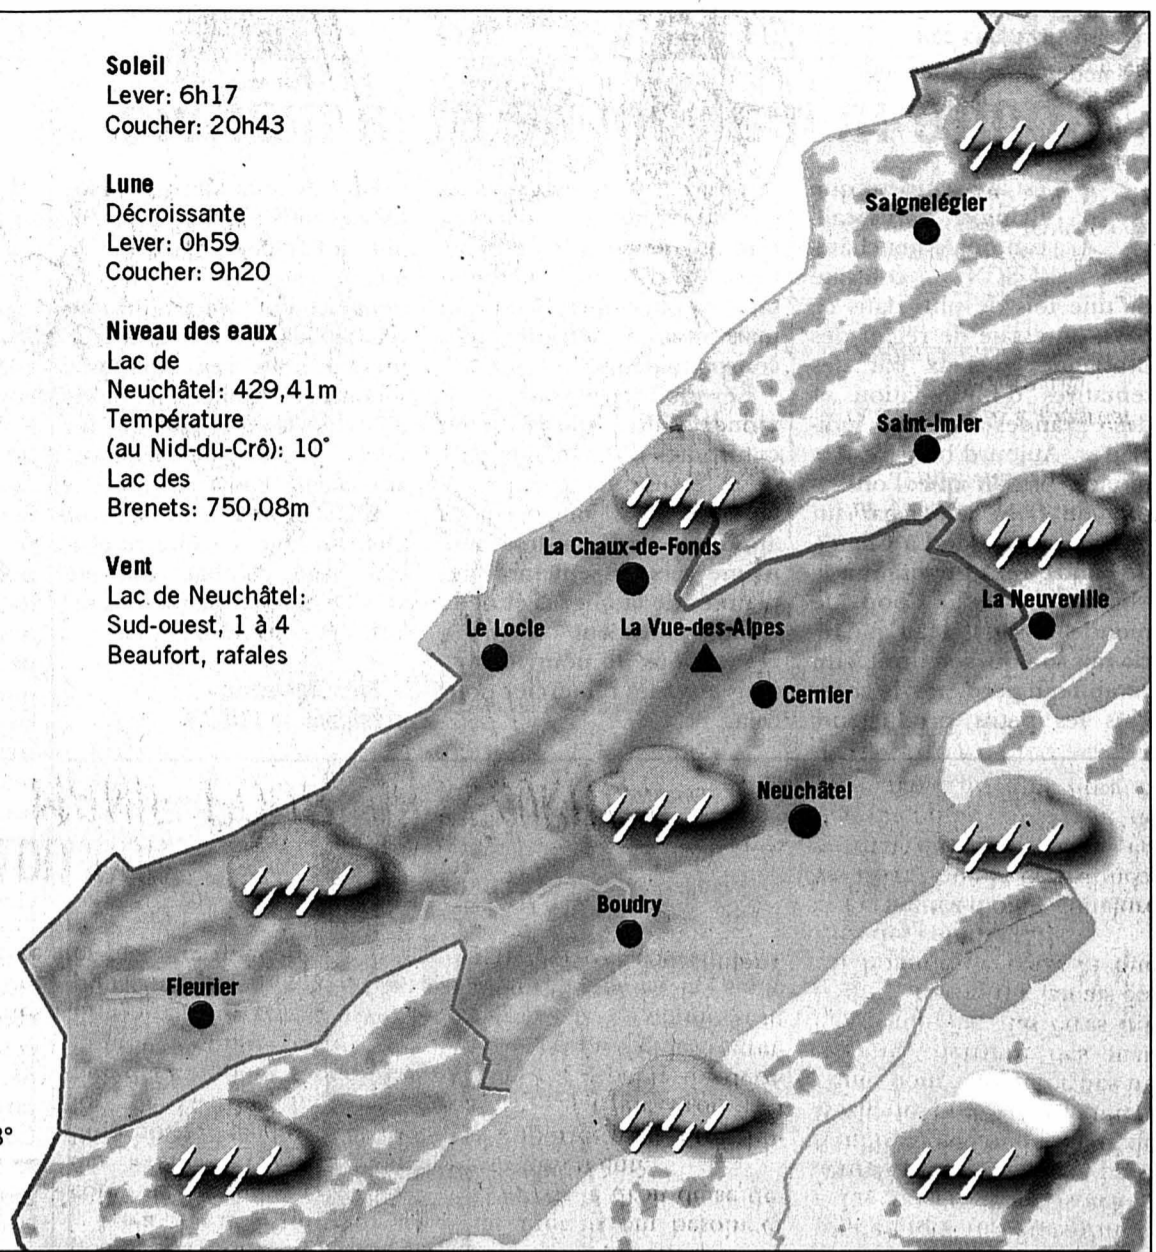 Soleil
Lever: 6h17
Coucher: 20h43
Lune
Décroissante
Lever: 0h59
Coucher: 9h20
Niveau des eaux
Lac de
Neuchâtel: 429,41m
Température
(au Nid-du-Crô): 10°
Lac des
Brenets: 750,08m
Vent
Lac de Neuchâtel:
Sud-ouest, 1 à 4
Beaufort, rafales
Saignelégier
Saint-Imier
La Chaux-de-Fonds
La Neuveville
Le Locle
La Vue-des-Alpes
Cernier
Neuchâtel
Boudry
Fleurier